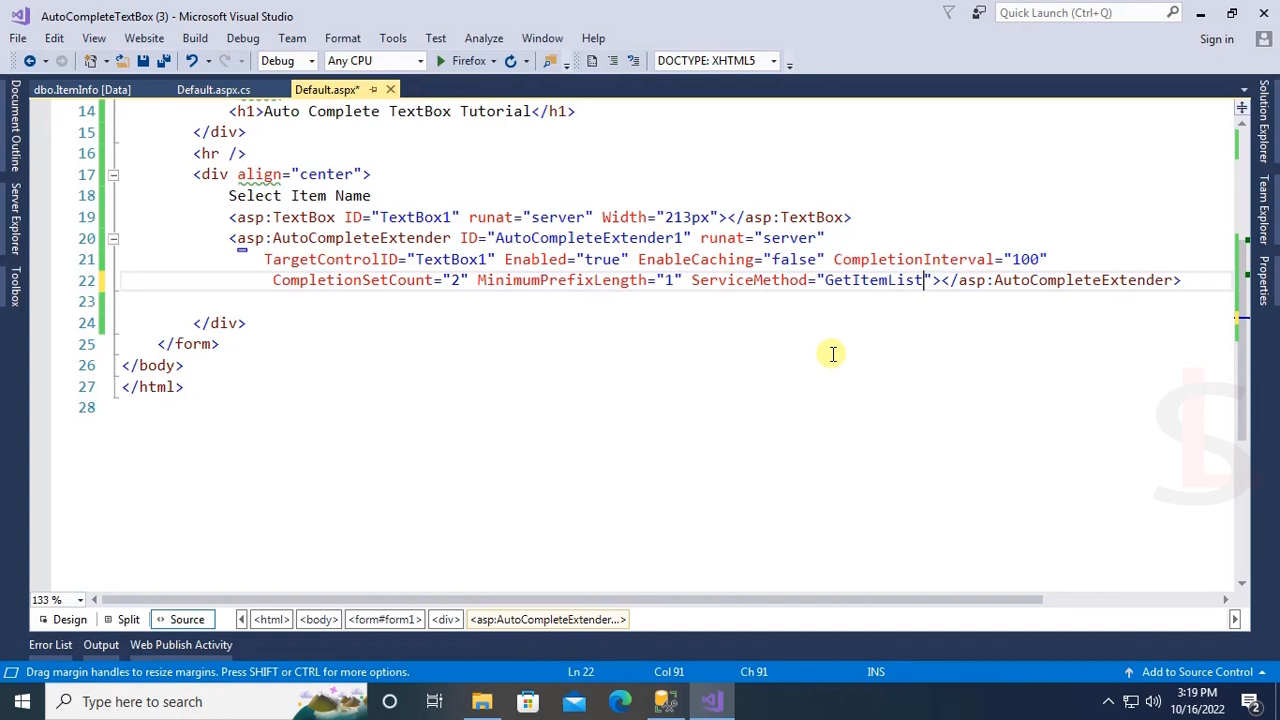 AutoCompleteTextBox (3) - Microsoft Visual Studio
Quick Launch (Ctrl+Q)
File Edit View Website Build Debug Team Format Tools Test Analyze Window Help
Sign in
Debug Any CPU Firefox DOCTYPE: XHTML5
dbo.ItemInfo [Data] Default.aspx.cs Default.aspx*
Document Outline
Server Explorer
Toolbox
Solution Explorer
Team Explorer
Properties
14 <h1>Auto Complete TextBox Tutorial</h1>
15 </div>
16 <hr />
17 <div align="center">
18 Select Item Name
19 <asp:TextBox ID="TextBox1" runat="server" Width="213px"></asp:TextBox>
20 <asp:AutoCompleteExtender ID="AutoCompleteExtender1" runat="server"
21 TargetControlID="TextBox1" Enabled="true" EnableCaching="false" CompletionInterval="100"
22 CompletionSetCount="2" MinimumPrefixLength="1" ServiceMethod="GetItemList"></asp:AutoCompleteExtender>
23
24 </div>
25 </form>
26 </body>
27 </html>
28
LS
133 %
Design Split Source <html> <body> <form#form1> <div> <asp:AutoCompleteExtender...>
Error List Output Web Publish Activity
Drag margin handles to resize margins. Press SHIFT or CTRL for more options. Ln 22 Col 91 Ch 91 INS Add to Source Control
Type here to search
3:19 PM
10/16/2022
2